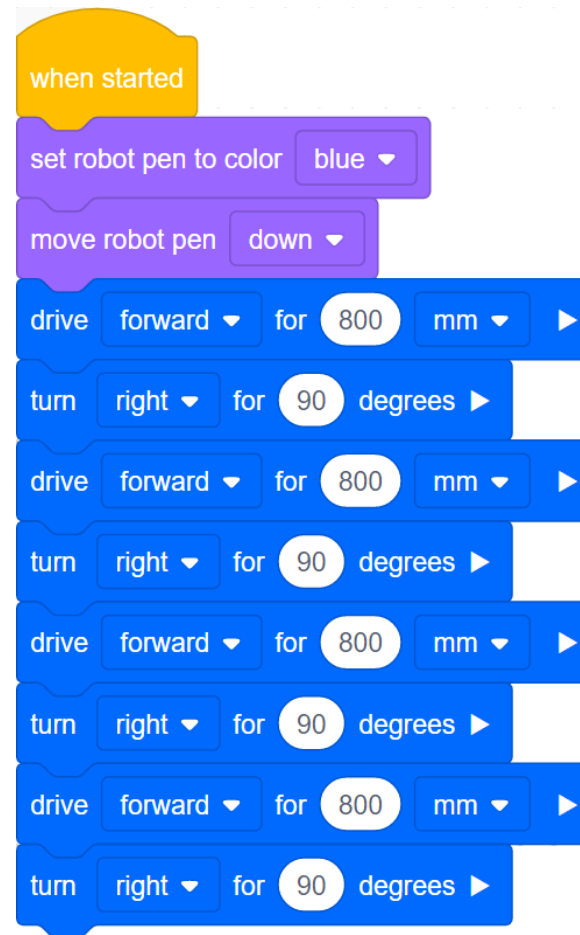 when started
set robot pen to color blue
move robot pen down
drive forward for 800 mm
turn right for 90 degrees
drive forward for 800 mm
turn right for 90 degrees
drive forward for 800 mm
turn right for 90 degrees
drive forward for 800 mm
turn right for 90 degrees